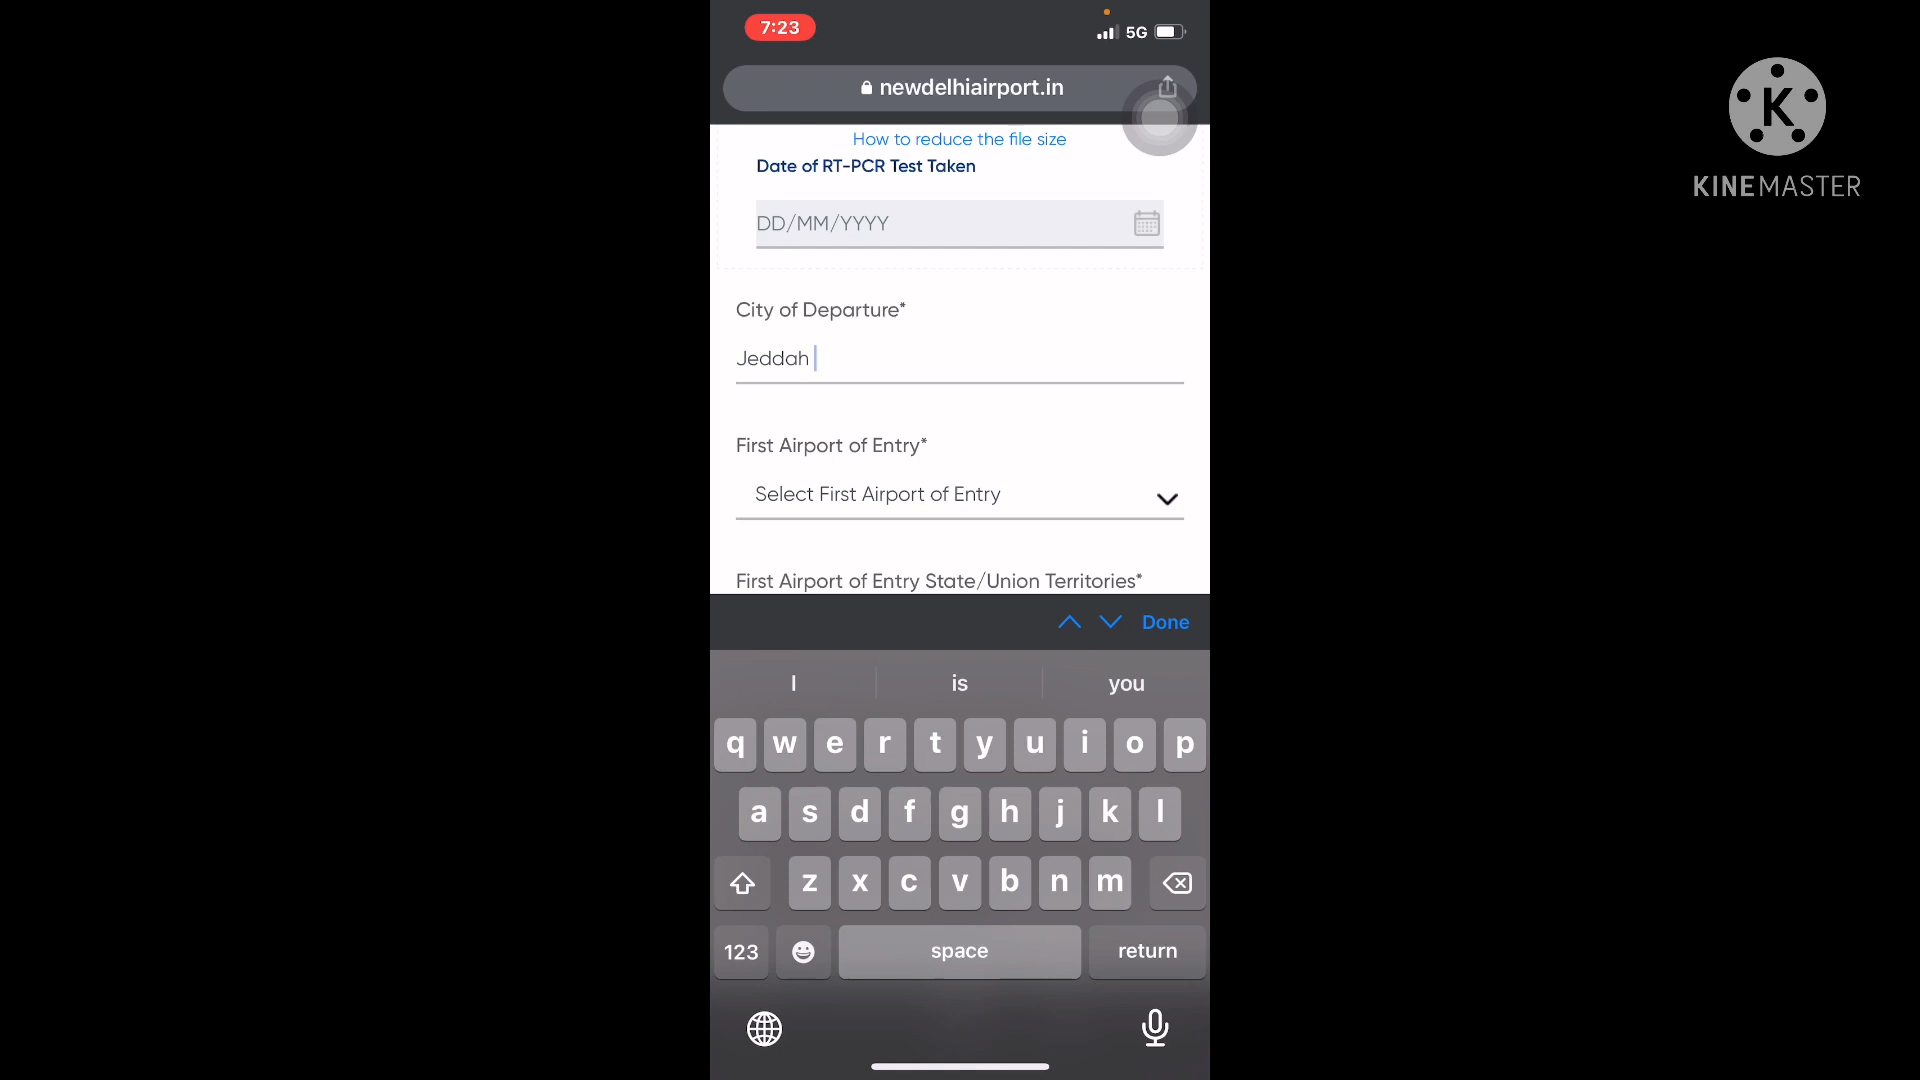 7:23
5G
newdelhiairport.in
K
KINEMASTER
How to reduce the file size
Date of RT-PCR Test Taken
DD/MM/YYYY
City of Departure*
Jeddah
First Airport of Entry*
Select First Airport of Entry
First Airport of Entry State/Union Territories*
Done
I is you
q w e r t y u i o p
a s d f g h j k l
z x c v b n m
123 space return